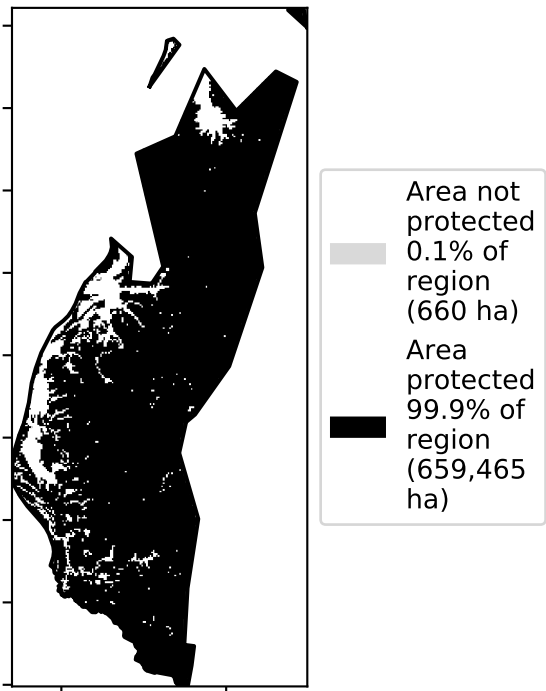 Area not
protected
0.1% of
region
(660 ha)
Area
protected
99.9% of
region
(659,465
ha)